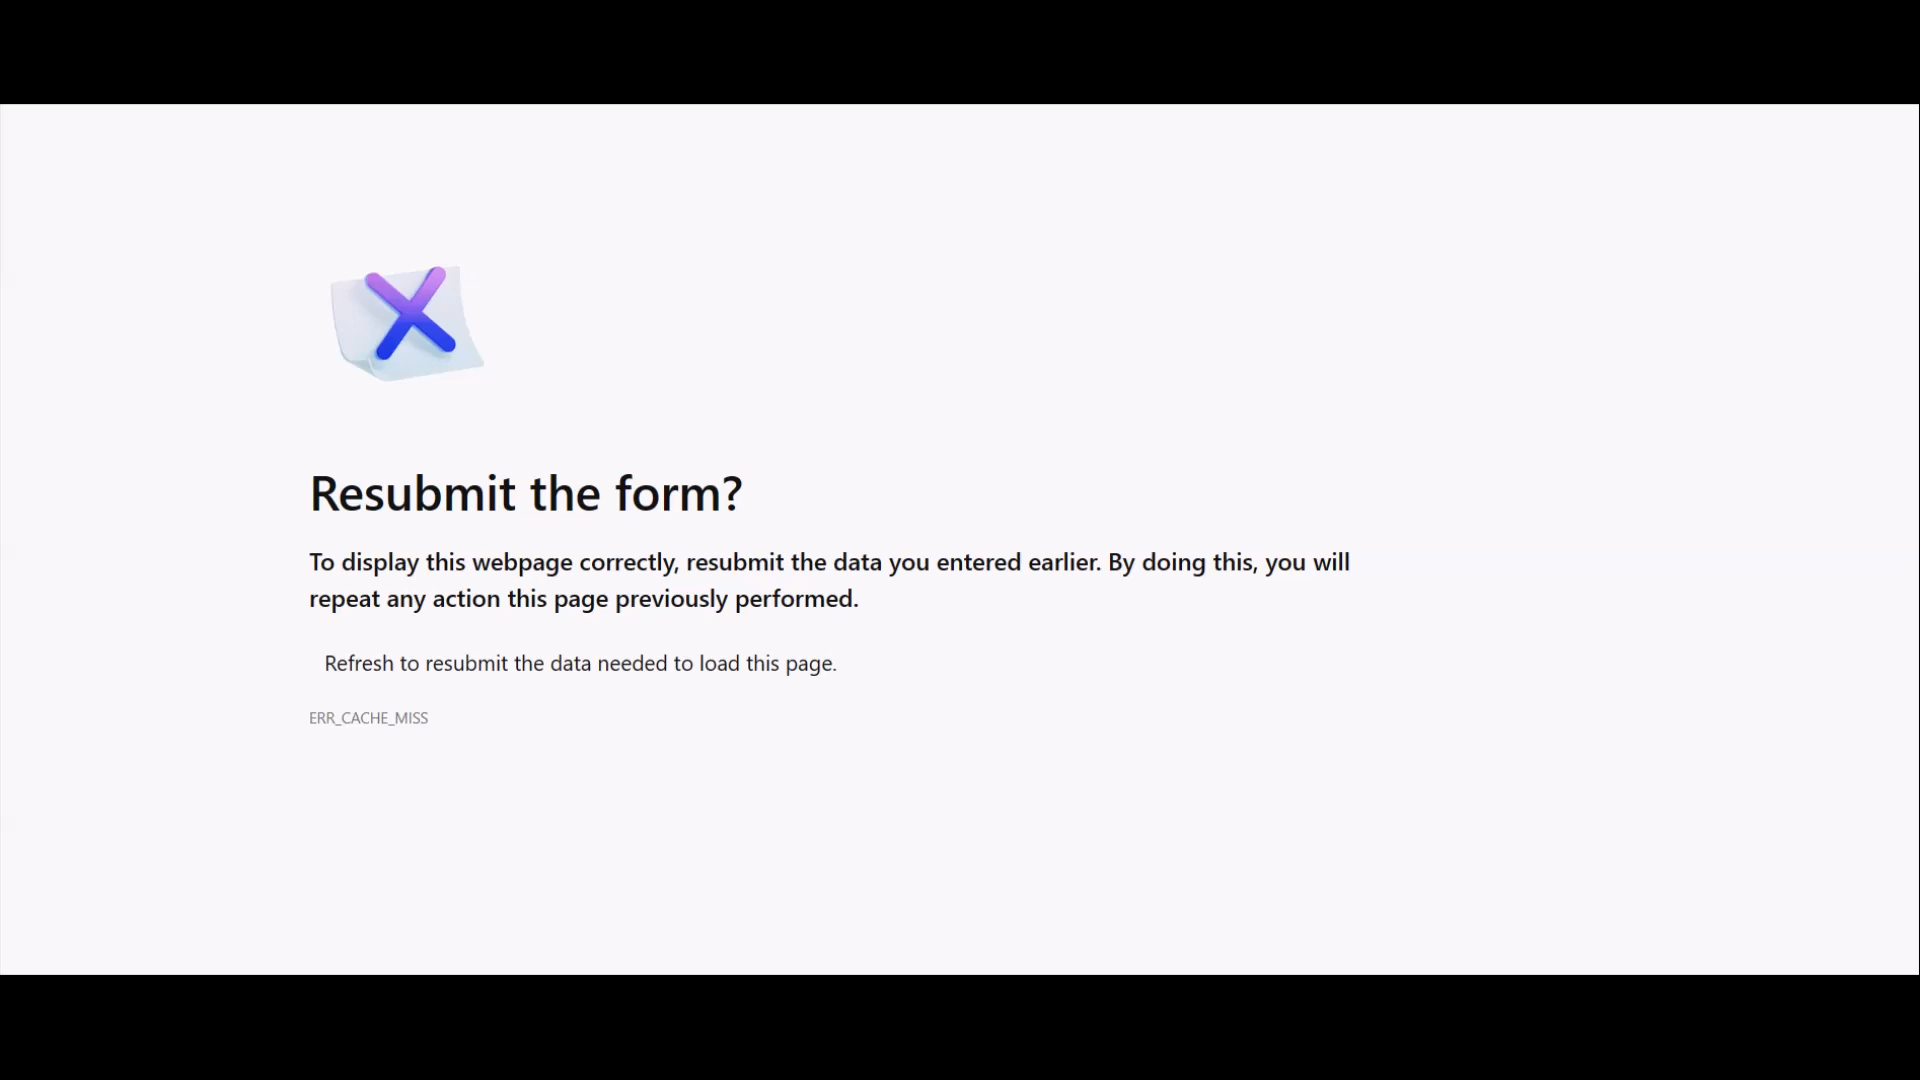 Resubmit the form?
To display this webpage correctly, resubmit the data you entered earlier. By doing this, you will
repeat any action this page previously performed.
Refresh to resubmit the data needed to load this page.
ERR_CACHE_MISS